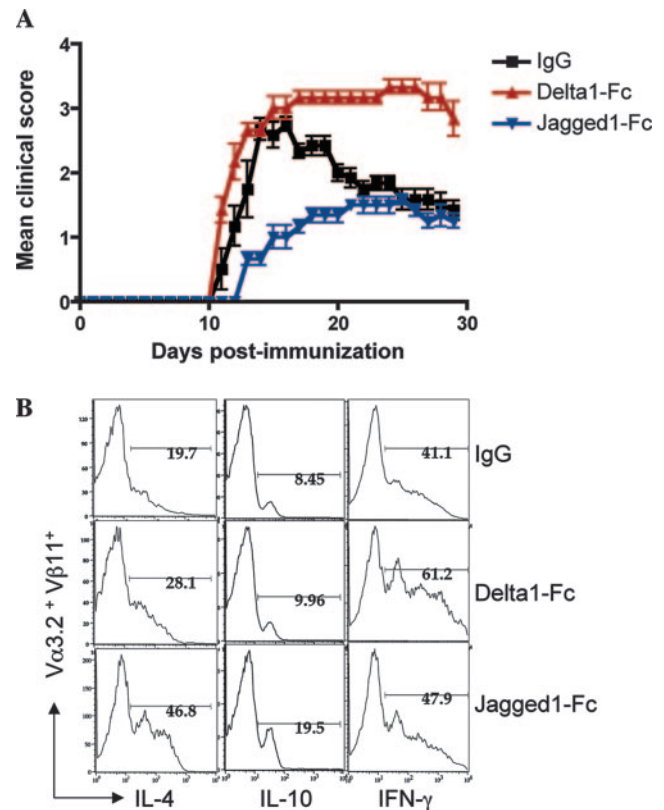 A
IgG
Delta1-Fc
Jagged1-Fc
Mean clinical score
4
3
2
1
0
0 10 20 30
Days post-immunization
B
19.7 8.45 41.1 IgG
28.1 9.96 61.2 Delta1-Fc
46.8 19.5 47.9 Jagged1-Fc
Vα3.2⁺ Vβ11⁺
IL-4 IL-10 IFN-γ